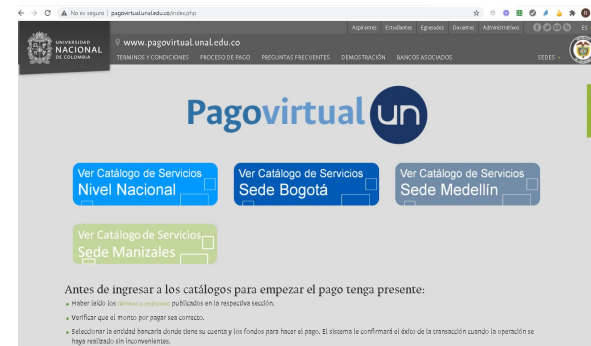 No es seguro | pagovirtual.unal.edu.co/index.php
Aspirantes Estudiantes Egresados Docentes Administrativos ES
UNIVERSIDAD
NACIONAL
DE COLOMBIA
www.pagovirtual.unal.edu.co
TERMINOS Y CONDICIONES PROCESO DE PAGO PREGUNTAS FRECUENTES DEMOSTRACIÓN BANCOS ASOCIADOS SEDES
Pagovirtual un
Ver Catálogo de Servicios
Nivel Nacional
Ver Catálogo de Servicios
Sede Bogotá
Ver Catálogo de Servicios
Sede Medellín
Ver Catálogo de Servicios
Sede Manizales
Antes de ingresar a los catálogos para empezar el pago tenga presente:
Haber leído los términos y condiciones publicados en la respectiva sección.
Verificar que el monto por pagar sea correcto.
Seleccionar la entidad bancaria donde tiene su cuenta y los fondos para hacer el pago. El sistema le confirmará el éxito de la transacción cuando la operación se
haya realizado sin inconvenientes.